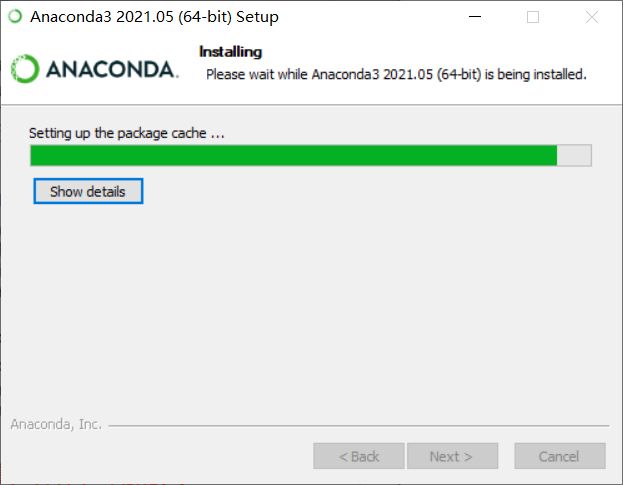 Anaconda3 2021.05 (64-bit) Setup
Installing
ANACONDA.
Please wait while Anaconda3 2021.05 (64-bit) is being installed.
Setting up the package cache ...
Show details
Anaconda, Inc.
< Back
Next >
Cancel